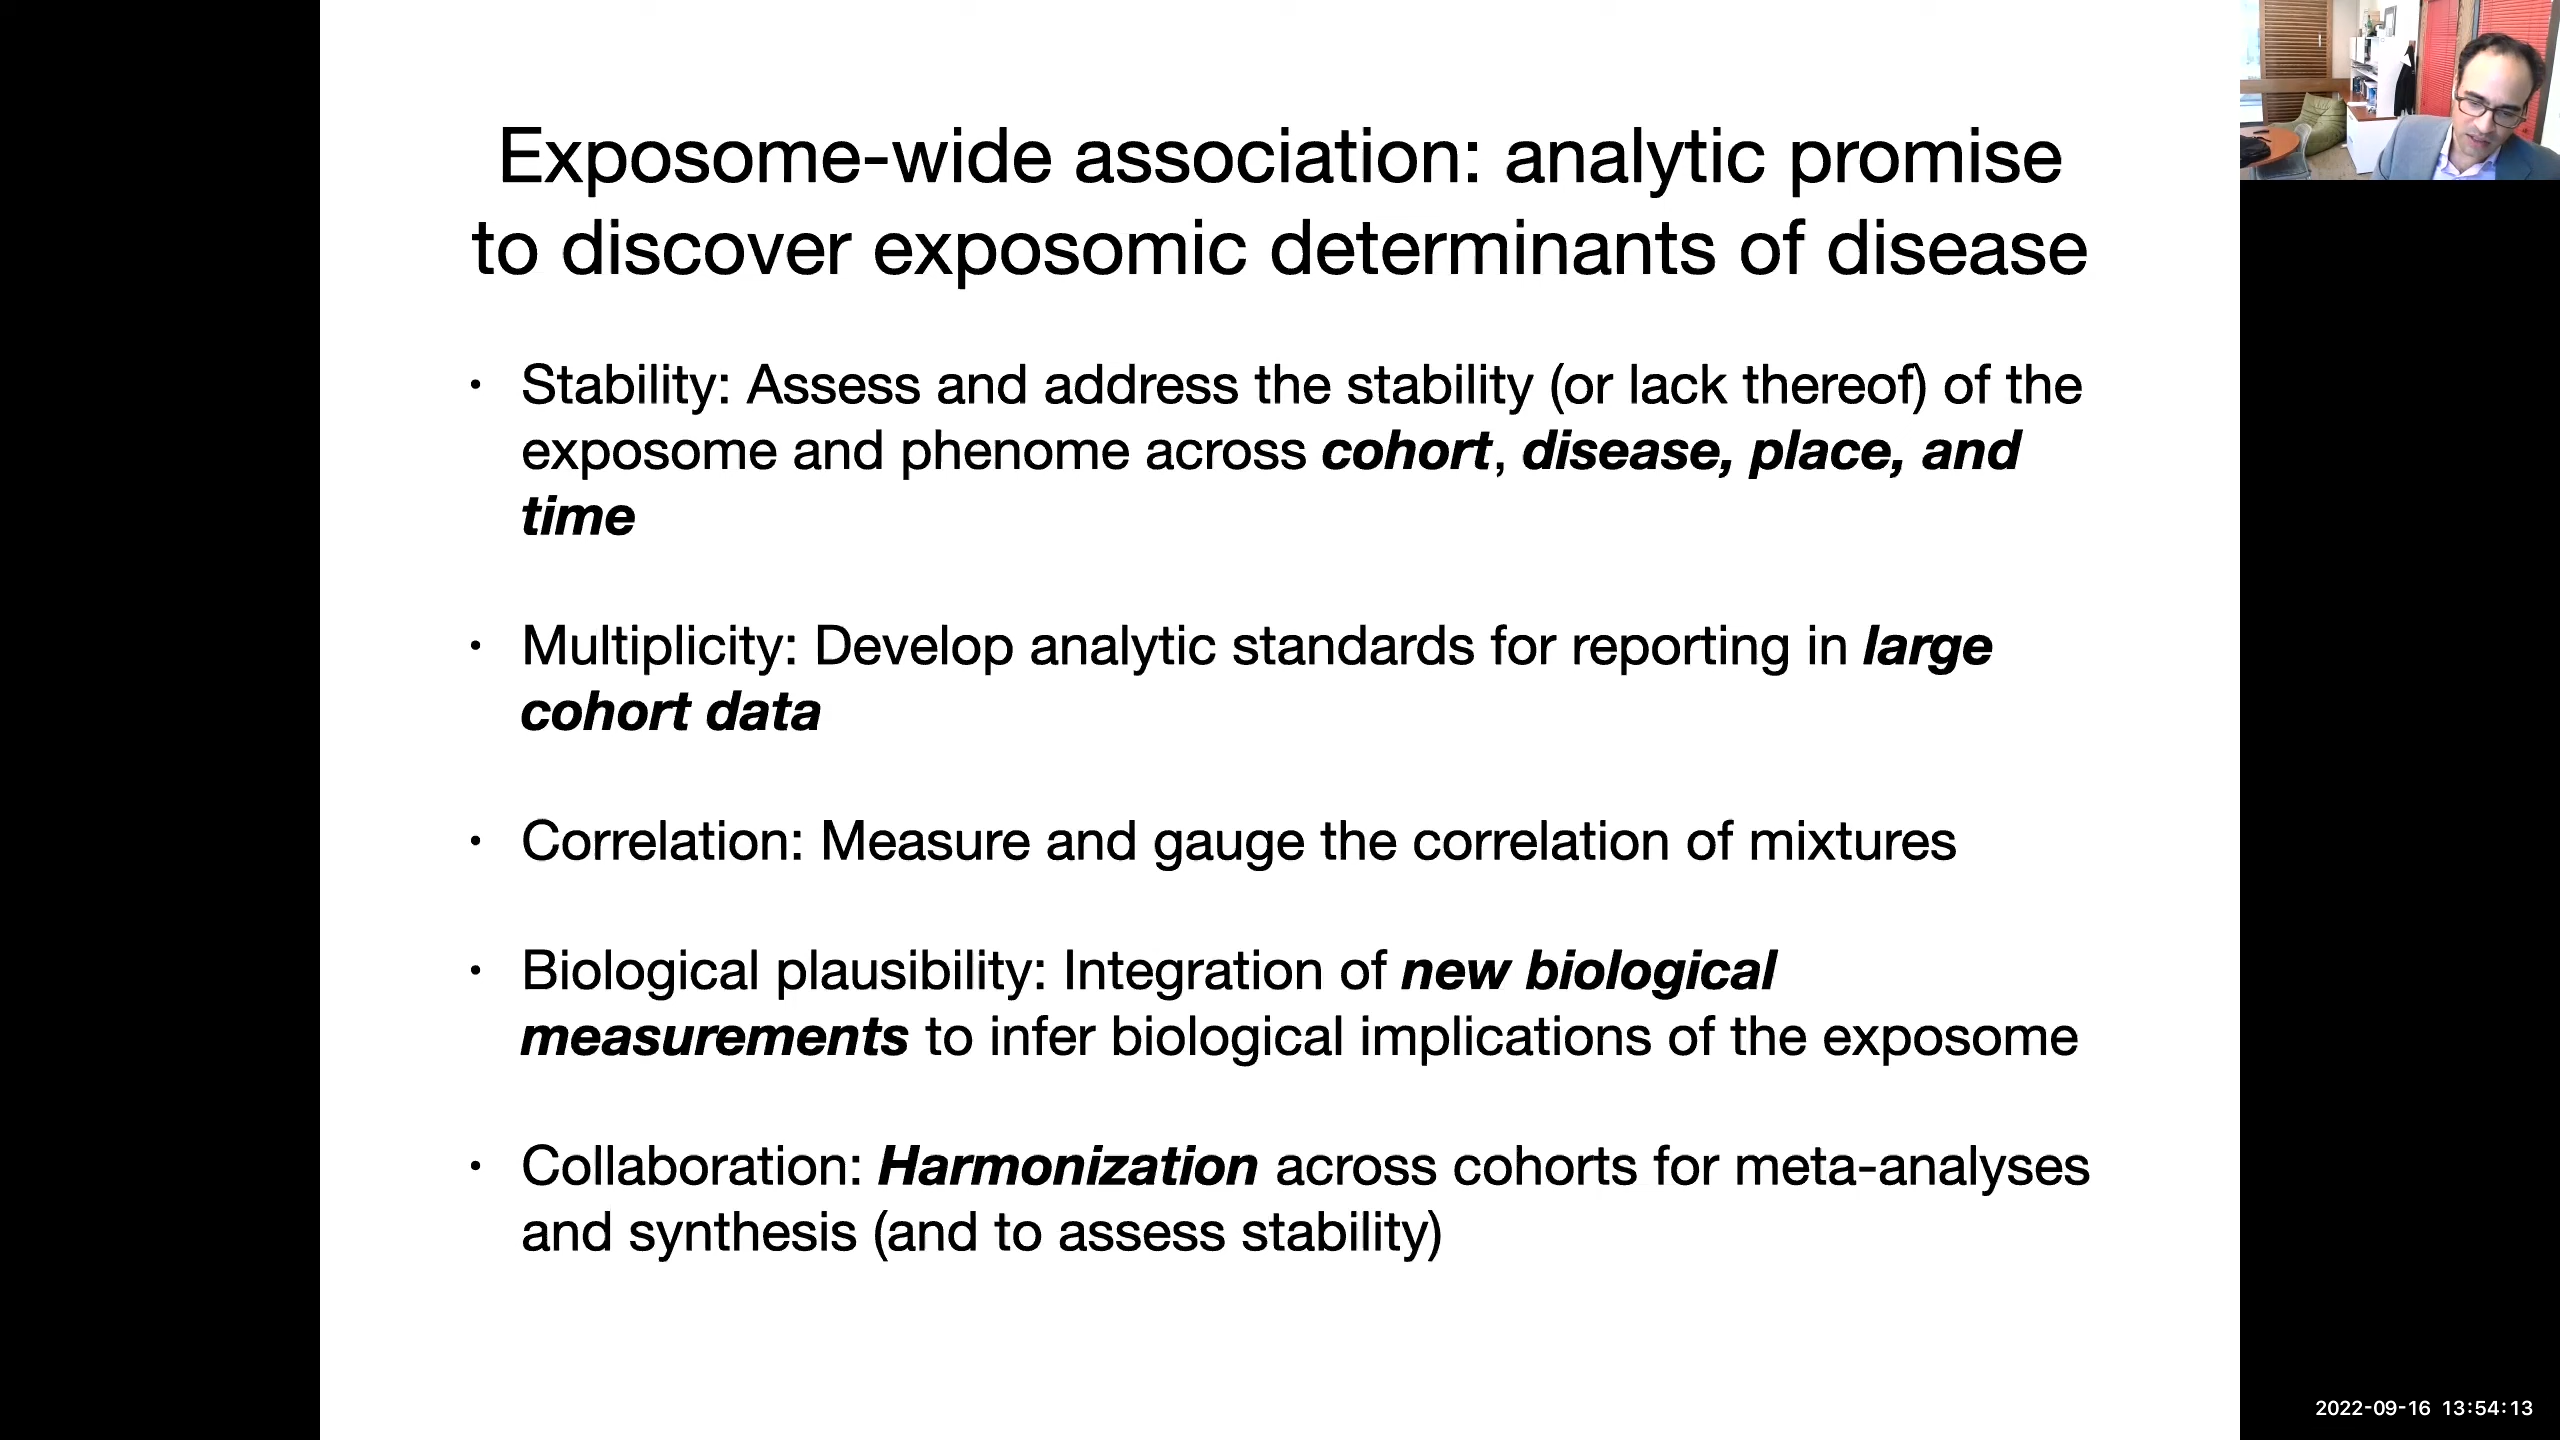 Exposome-wide association: analytic promise
to discover exposomic determinants of disease
• Stability: Assess and address the stability (or lack thereof) of the
exposome and phenome across cohort, disease, place, and
time
• Multiplicity: Develop analytic standards for reporting in large
cohort data
• Correlation: Measure and gauge the correlation of mixtures
• Biological plausibility: Integration of new biological
measurements to infer biological implications of the exposome
• Collaboration: Harmonization across cohorts for meta-analyses
and synthesis (and to assess stability)
2022-09-16 13:54:13